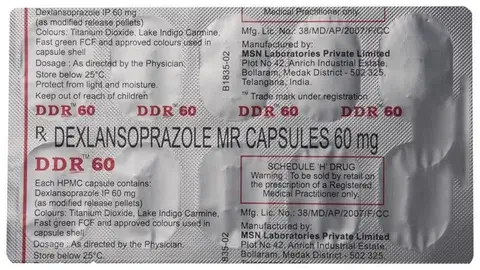 Dexlansoprazole IP 60 mg
(as modified release pellets)
Colours: Titanium Dioxide, Lake Indigo Carmine,
Fast green FCF and approved colours used in
capsule shell
Dosage : As directed by the Physician.
Store below 25°C.
Protect from light and moisture.
Keep out of reach of children
Medical Practitioner only.
Mfg. Lic. No.: 38/MD/AP/2007/F/CC
Manufactured by:
MSN Laboratories Private Limited
Plot No 42, Anrich Industrial Estate,
Bollaram, Medak District - 502 325,
Telangana, India.
™ Trade mark under registration
B1835-02
DDR™ 60 DDR™ 60 DDR™ 60 DDR™ 60
Rx DEXLANSOPRAZOLE MR CAPSULES 60 mg
DDR™ 60
Each HPMC capsule contains:
Dexlansoprazole IP 60 mg
(as modified release pellets)
Colours: Titanium Dioxide, Lake Indigo Carmine,
Fast green FCF and approved colours used in
capsule shell
Dosage : As directed by the Physician.
SCHEDULE 'H' DRUG
Warning : To be sold by retail on
the prescription of a Registered
Medical Practitioner only.
Mfg. Lic. No.: 38/MD/AP/2007/F/CC
Manufactured by:
MSN Laboratories Private Limited
Plot No 42, Anrich Industrial Estate,
Bollaram, Medak District - 502 325,
35-02